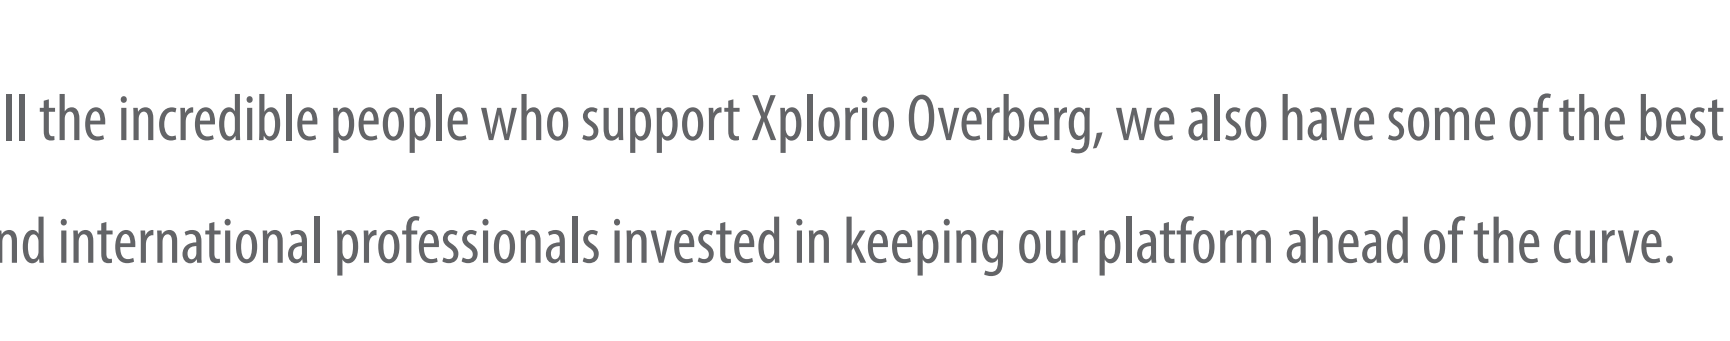 ll the incredible people who support Xplorio Overberg, we also have some of the best
nd international professionals invested in keeping our platform ahead of the curve.